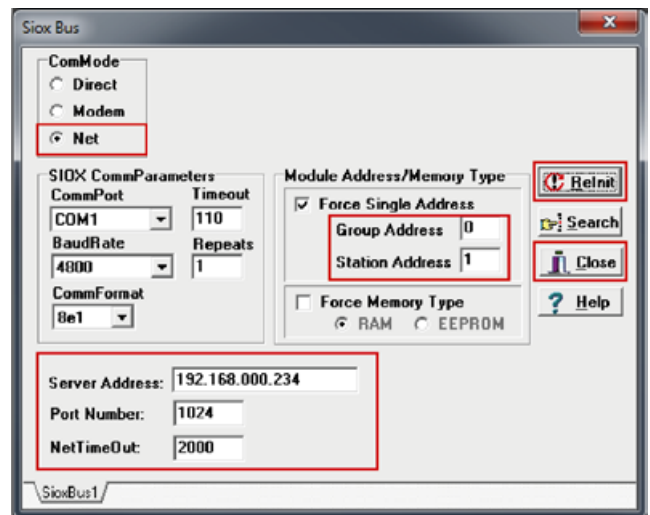 Siox Bus
ComMode
Direct
Modem
Net
SIOX CommParameters
CommPort Timeout
COM1 110
BaudRate Repeats
4800 1
CommFormat
8e1
Module Address/Memory Type
Force Single Address
Group Address 0
Station Address 1
Force Memory Type
RAM EEPROM
ReInit
Search
Close
Help
Server Address: 192.168.000.234
Port Number: 1024
NetTimeOut: 2000
SioxBus1